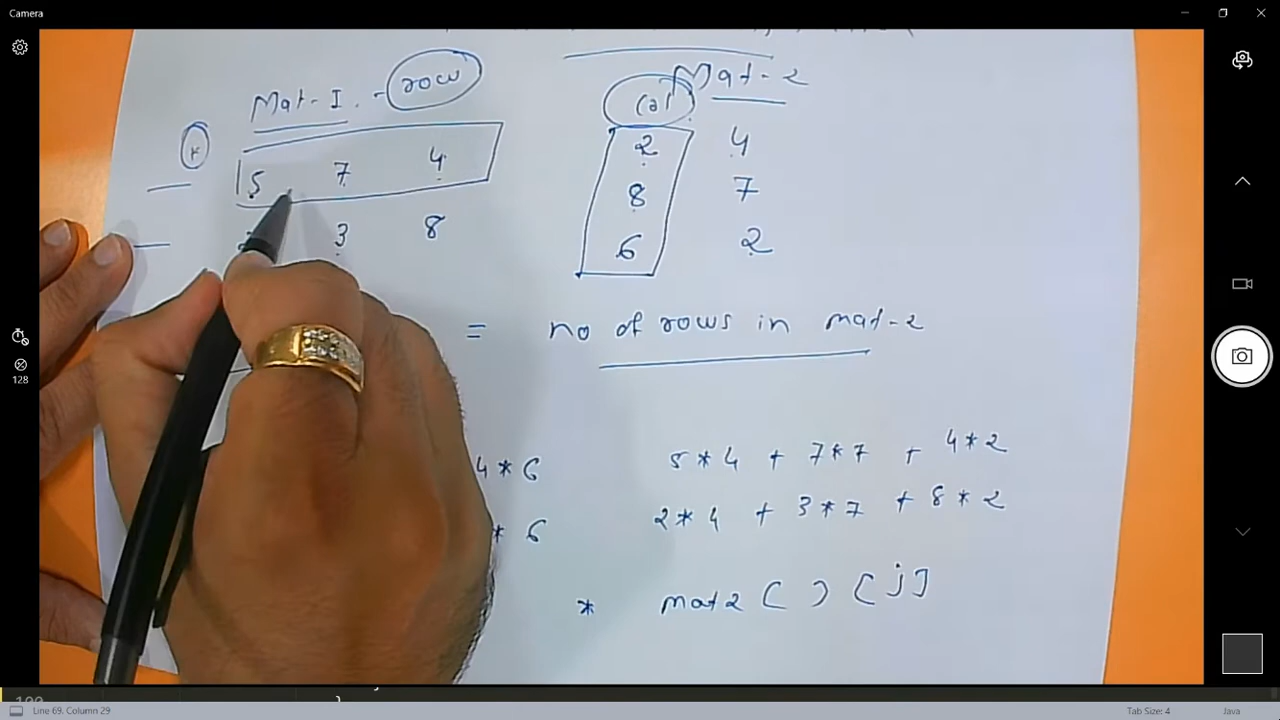 Camera
Mat-I. - row
Mat-2
col
5 7 4
2 4
8 7
3 8
6 2
= no of rows in mat-2
128
4*6 5*4 + 7*7 + 4*2
* 6 2*4 + 3*7 + 8*2
* mat2 [ ] [j]
Line 69, Column 29
Tab Size: 4
Java